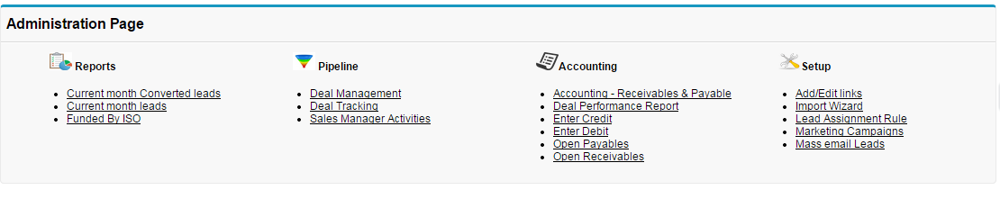 Administration Page
Reports
Current month Converted leads
Current month leads
Funded By ISO
Pipeline
Deal Management
Deal Tracking
Sales Manager Activities
Accounting
Accounting - Receivables & Payable
Deal Performance Report
Enter Credit
Enter Debit
Open Payables
Open Receivables
Setup
Add/Edit links
Import Wizard
Lead Assignment Rule
Marketing Campaigns
Mass email Leads